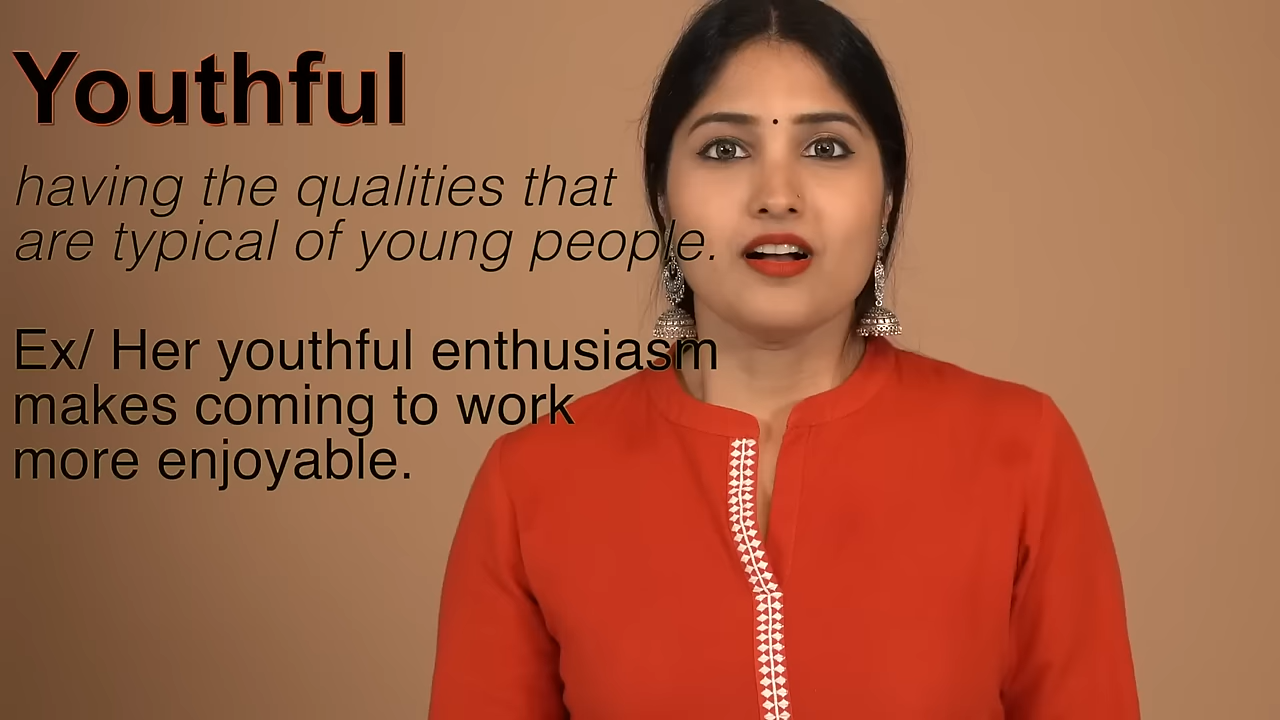 Youthful
having the qualities that
are typical of young people.
Ex/ Her youthful enthusiasm
makes coming to work
more enjoyable.